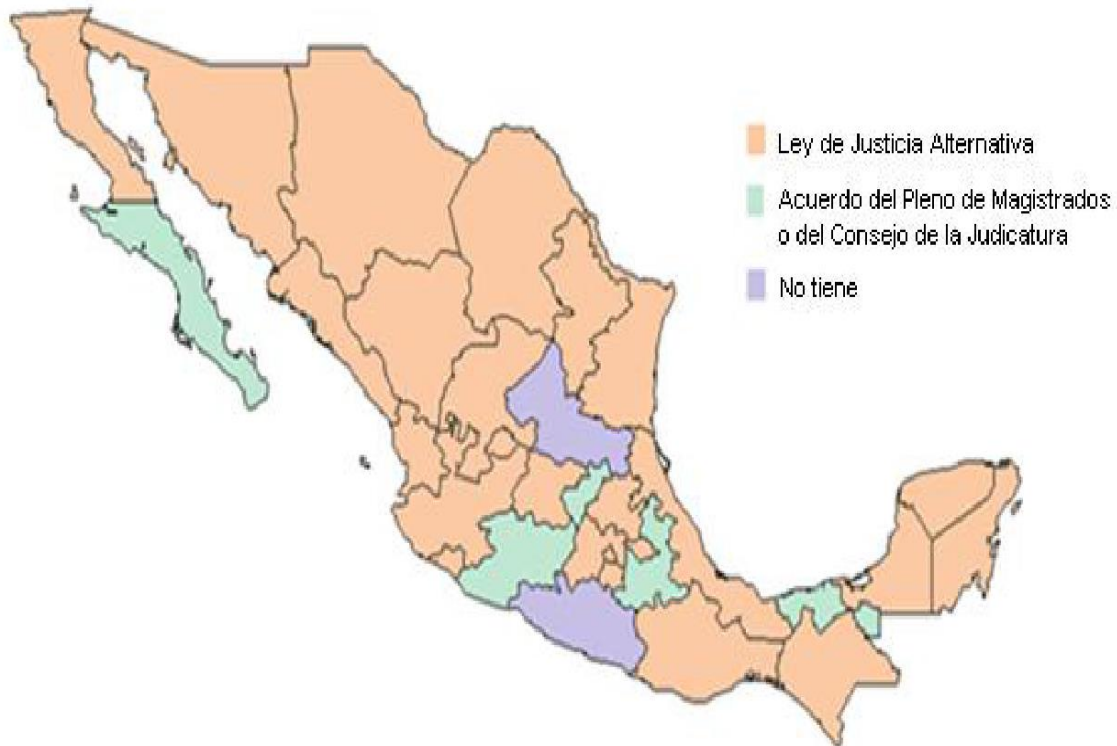 Ley de Justicia Alternativa
Acuerdo del Pleno de Magistrados
o del Consejo de la Judicatura
No tiene